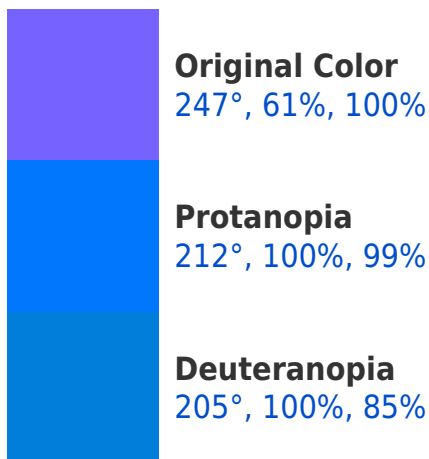 Original Color
247°, 61%, 100%
Protanopia
212°, 100%, 99%
Deuteranopia
205°, 100%, 85%